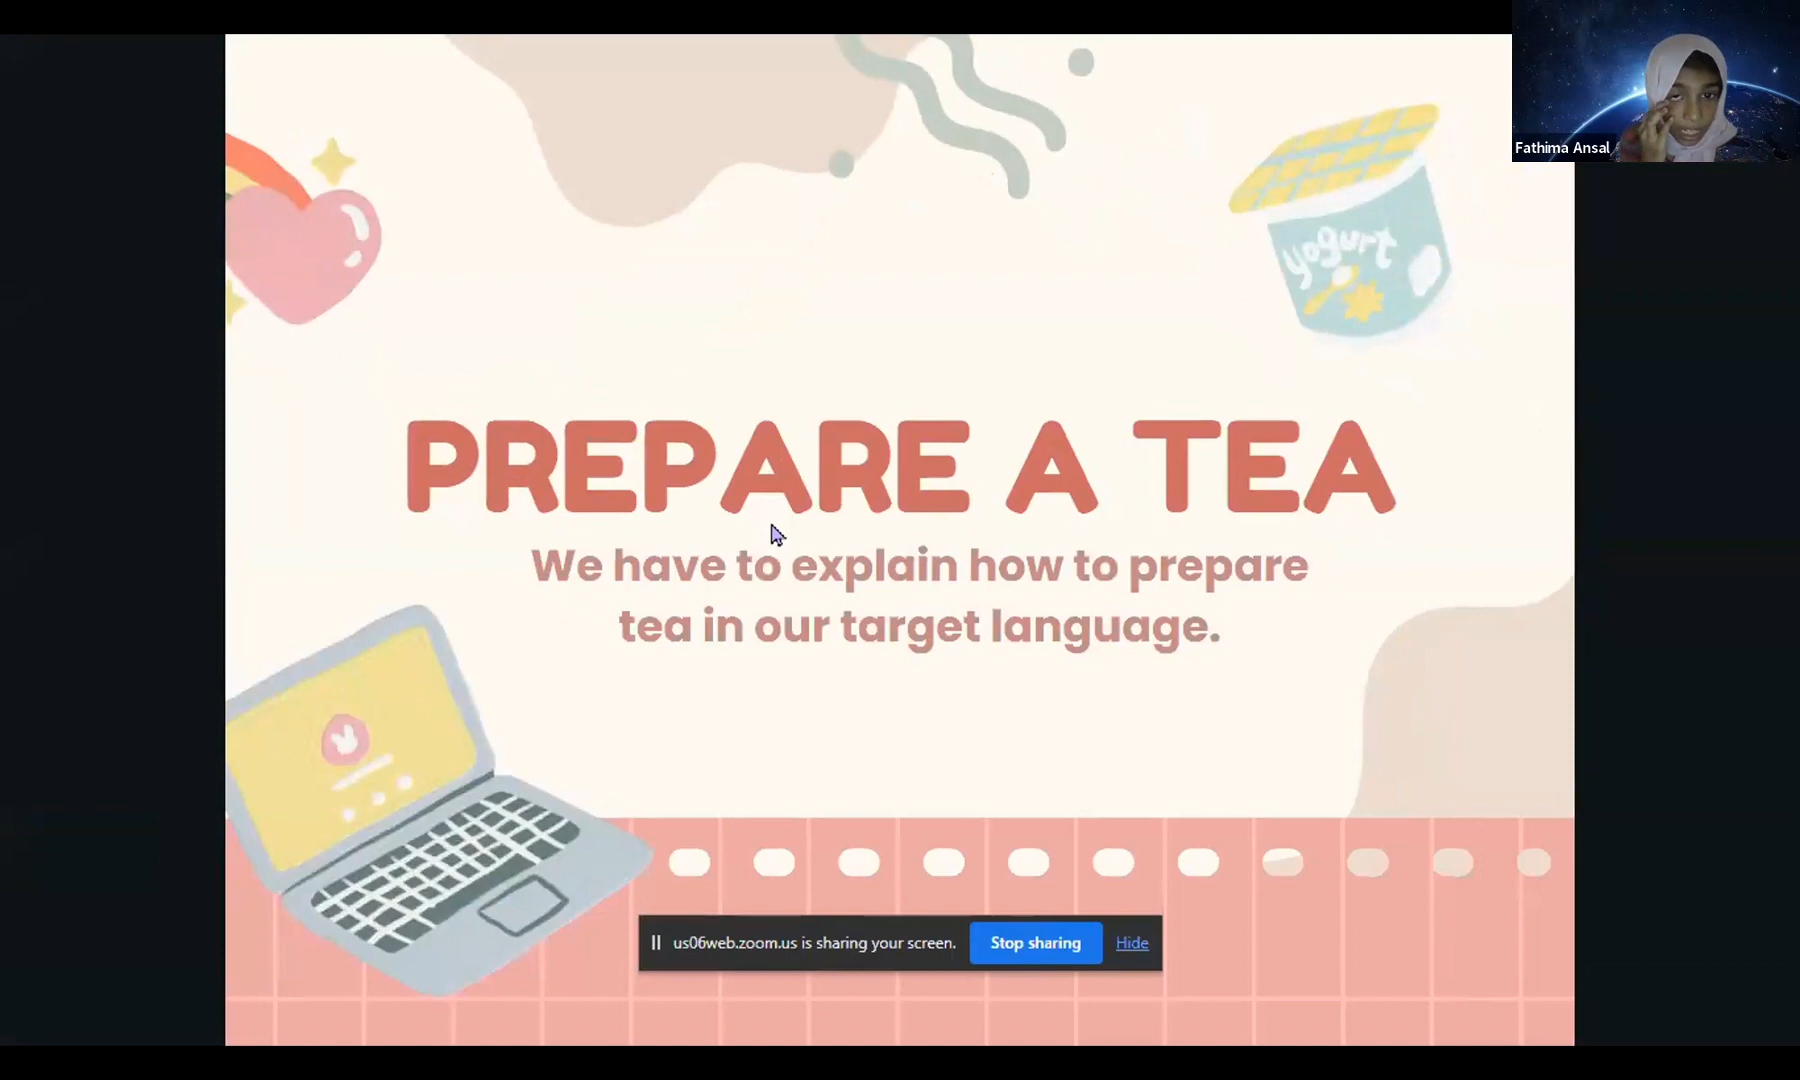 Fathima Ansal
yogurt
PREPARE A TEA
We have to explain how to prepare
tea in our target language.
us06web.zoom.us is sharing your screen. Stop sharing Hide